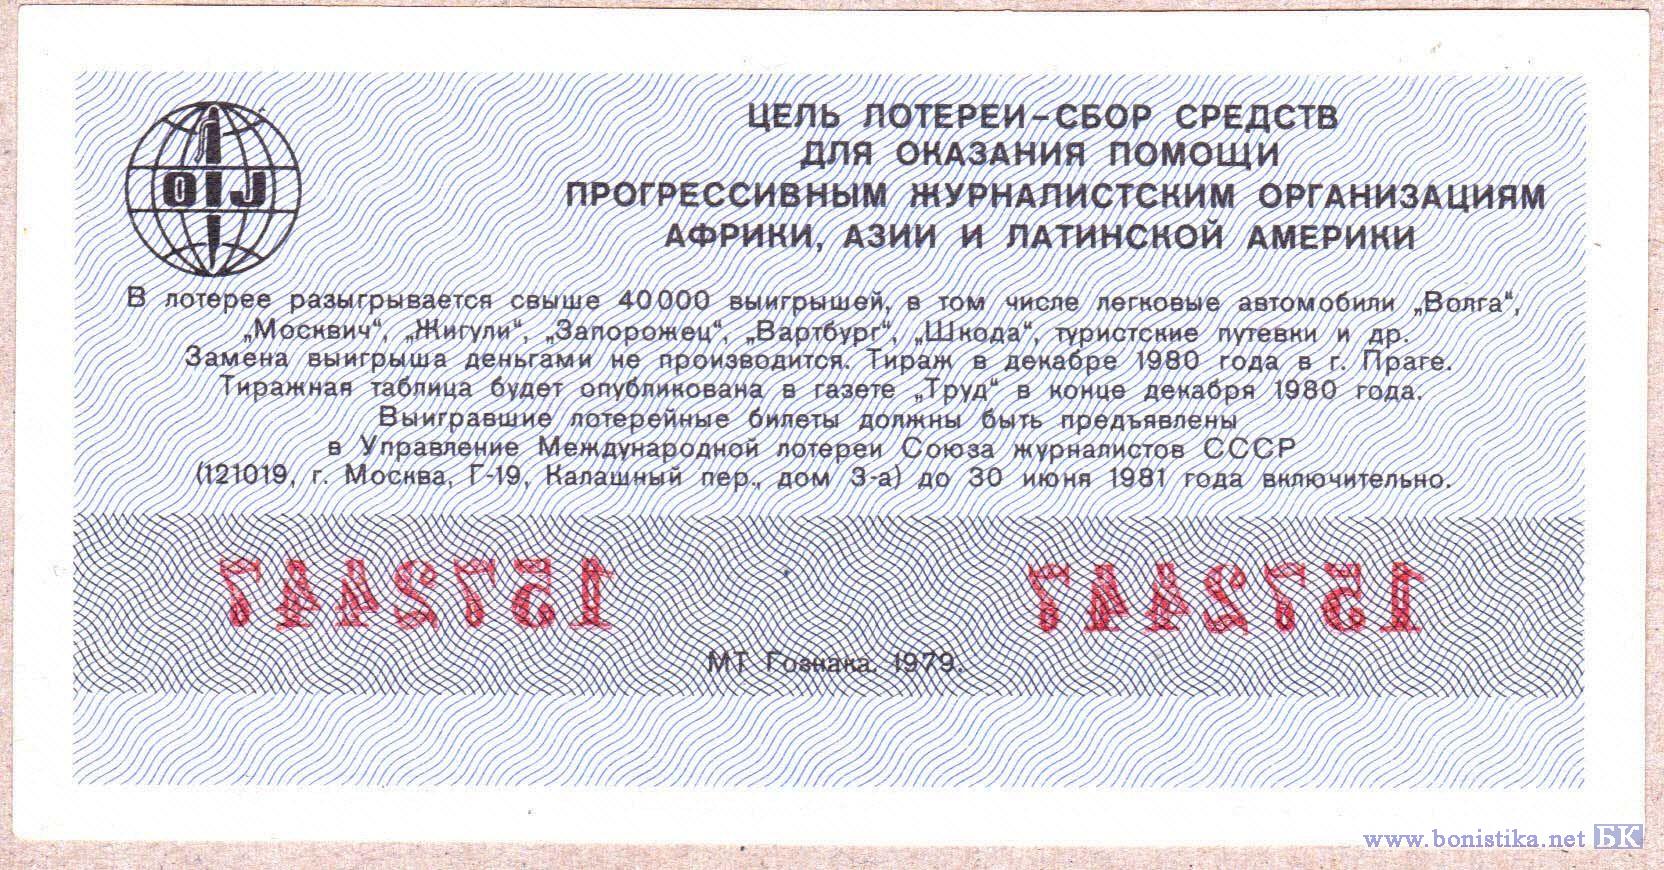 OIJ
ЦЕЛЬ ЛОТЕРЕИ – СБОР СРЕДСТВ
ДЛЯ ОКАЗАНИЯ ПОМОЩИ
ПРОГРЕССИВНЫМ ЖУРНАЛИСТСКИМ ОРГАНИЗАЦИЯМ
АФРИКИ, АЗИИ И ЛАТИНСКОЙ АМЕРИКИ
В лотерее разыгрывается свыше 40000 выигрышей, в том числе легковые автомобили „Волга“,
„Москвич“, „Жигули“, „Запорожец“, „Вартбург“, „Шкода“, туристские путевки и др.
Замена выигрыша деньгами не производится. Тираж в декабре 1980 года в г. Праге.
Тиражная таблица будет опубликована в газете „Труд“ в конце декабря 1980 года.
Выигравшие лотерейные билеты должны быть предъявлены
в Управление Международной лотереи Союза журналистов СССР
(121019, г. Москва, Г-19, Калашный пер., дом 3-а) до 30 июня 1981 года включительно.
1572447 1572447
МТ Гознака. 1979.
www.bonistika.net БК